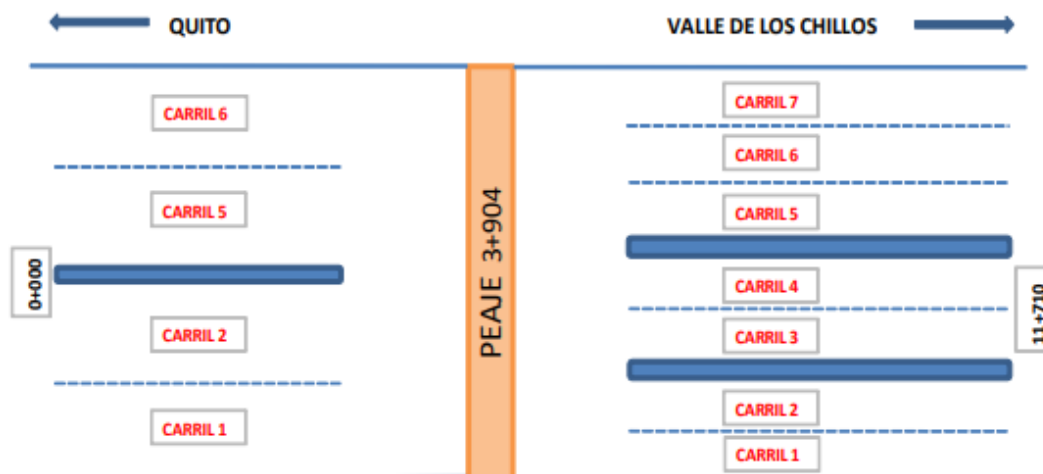 QUITO
VALLE DE LOS CHILLOS
CARRIL 6
CARRIL 5
0+000
CARRIL 2
CARRIL 1
PEAJE 3+904
CARRIL 7
CARRIL 6
CARRIL 5
CARRIL 4
CARRIL 3
CARRIL 2
CARRIL 1
11+710